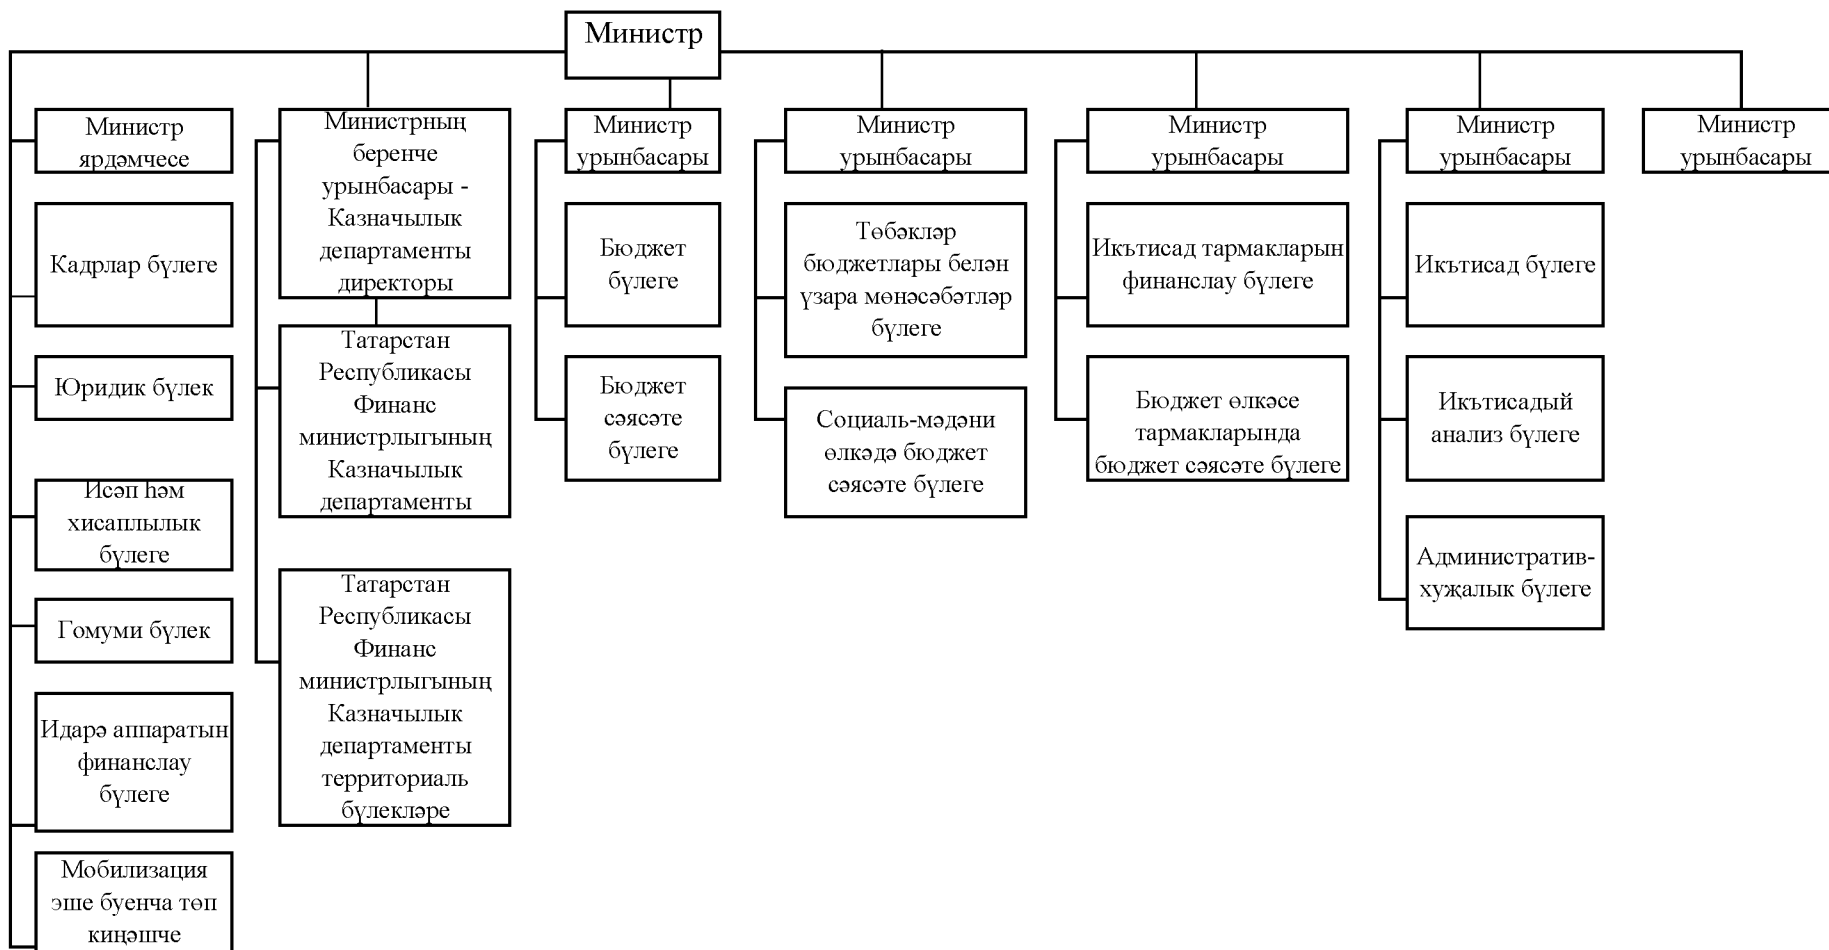 Министр
Министр
ярдәмчесе
Кадрлар бүлеге
Юридик бүлек
Исәп һәм
хисаплылык
бүлеге
Гомуми бүлек
Идарә аппаратын
финанслау
бүлеге
Мобилизация
эше буенча төп
киңәшче
Министрның
беренче
урынбасары -
Казначылык
департаменты
директоры
Татарстан
Республикасы
Финанс
министрлыгының
Казначылык
департаменты
Татарстан
Республикасы
Финанс
министрлыгының
Казначылык
департаменты
территориаль
бүлекләре
Министр
урынбасары
Бюджет
бүлеге
Бюджет
сәясәте
бүлеге
Министр
урынбасары
Төбәкләр
бюджетлары белән
үзара мөнәсәбәтләр
бүлеге
Социаль-мәдәни
өлкәдә бюджет
сәясәте бүлеге
Министр
урынбасары
Икътисад тармакларын
финанслау бүлеге
Бюджет өлкәсе
тармакларында
бюджет сәясәте бүлеге
Министр
урынбасары
Икътисад бүлеге
Икътисадый
анализ бүлеге
Административ-
хуҗалык бүлеге
Министр
урынбасары